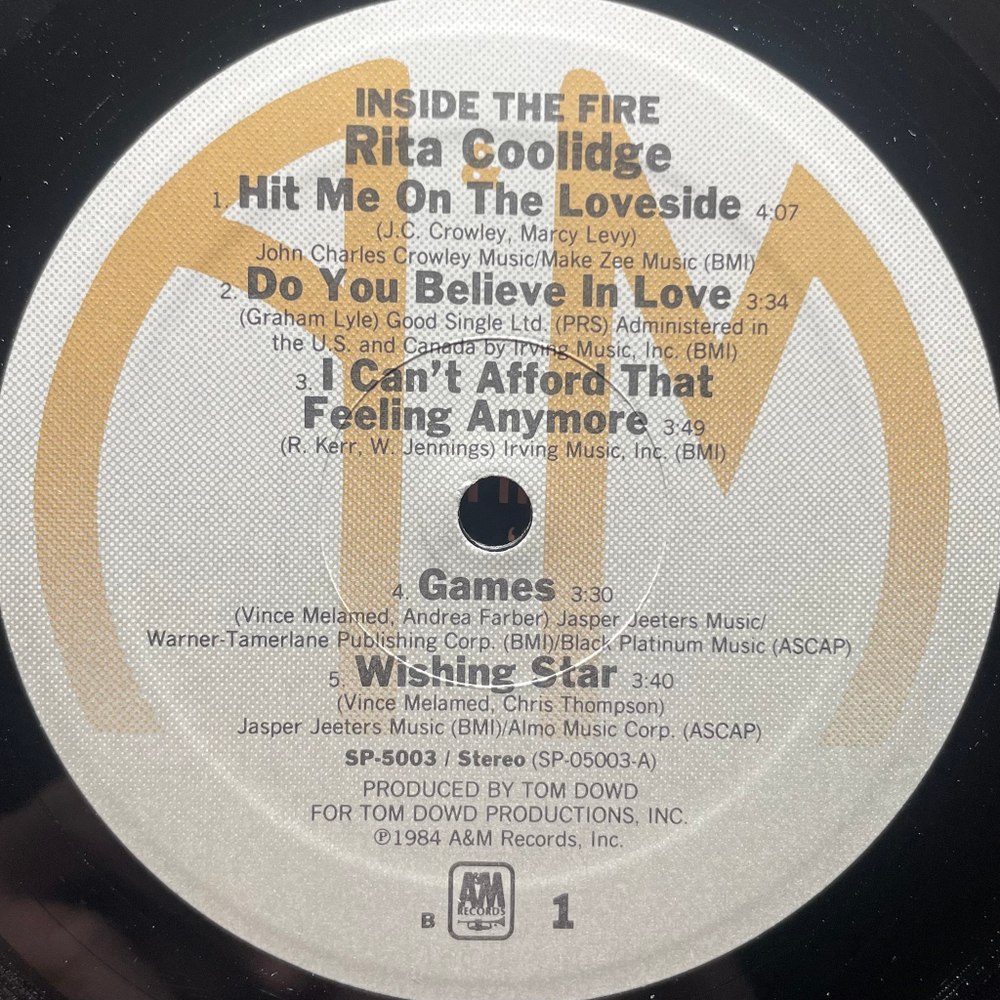 INSIDE THE FIRE
Rita Coolidge
1. Hit Me On The Loveside 4:07
(J.C. Crowley, Marcy Levy)
John Charles Crowley Music/Make Zee Music (BMI)
2. Do You Believe In Love 3:34
(Graham Lyle) Good Single Ltd. (PRS) Administered in
the U.S. and Canada by Irving Music, Inc. (BMI)
3. I Can't Afford That
Feeling Anymore 3:49
(R. Kerr, W. Jennings) Irving Music, Inc. (BMI)
4. Games 3:30
(Vince Melamed, Andrea Farber) Jasper Jeeters Music/
Warner-Tamerlane Publishing Corp. (BMI)/Black Platinum Music (ASCAP)
5. Wishing Star 3:40
(Vince Melamed, Chris Thompson)
Jasper Jeeters Music (BMI)/Almo Music Corp. (ASCAP)
SP-5003 / Stereo (SP-05003-A)
PRODUCED BY TOM DOWD
FOR TOM DOWD PRODUCTIONS, INC.
℗1984 A&M Records, Inc.
B A&M RECORDS 1